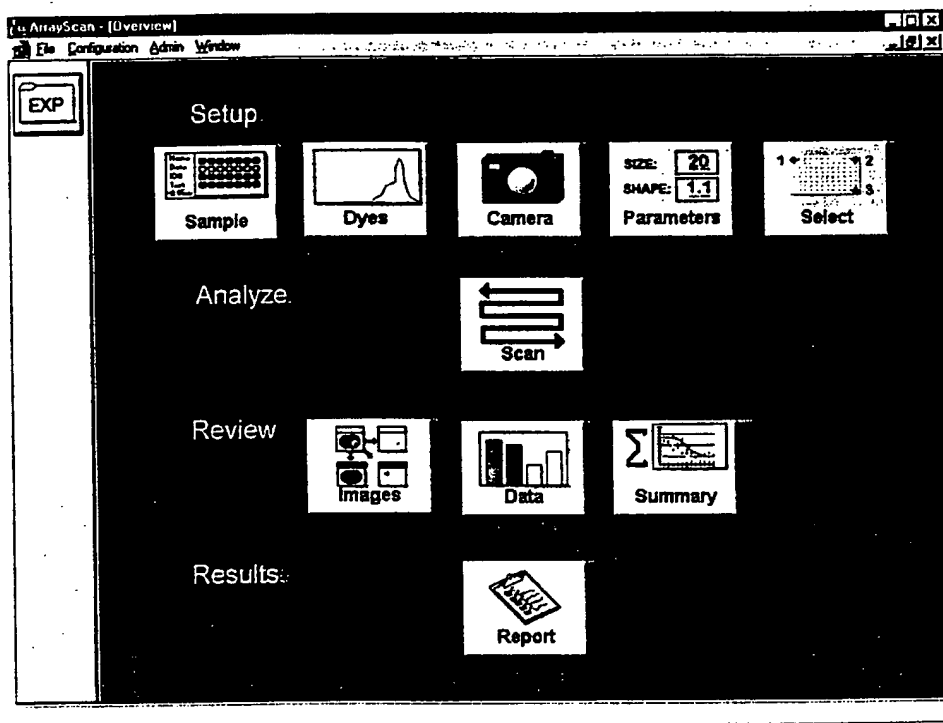 ArrayScan - [Overview]
File Configuration Admin Window
EXP
Setup.
Sample
Dyes
Camera
SIZE: 20
SHAPE: 1.1
Parameters
1 2
3
Select
Analyze.
Scan
Review
Images
Data
Σ
Summary
Results.
Report